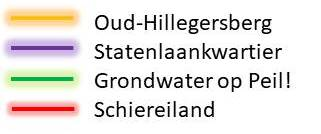 Oud-Hillegersberg
Statenlaankwartier
Grondwater op Peil!
Schiereiland